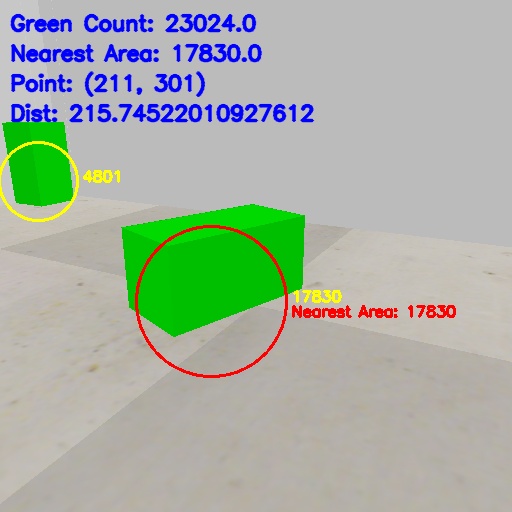 Green Count: 23024.0
Nearest Area: 17830.0
Point: (211, 301)
Dist: 215.74522010927612
4801
17830
Nearest Area: 17830